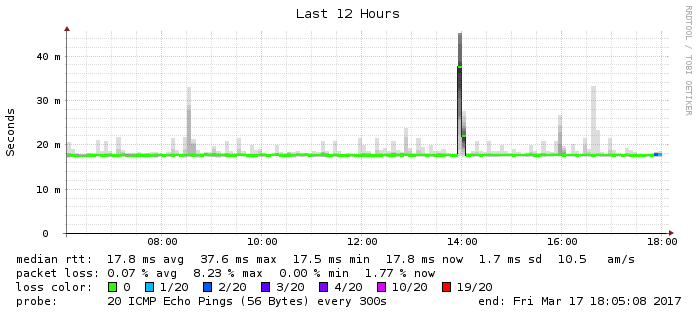 Last 12 Hours
RRDTOOL / TOBI OETIKER
Seconds
40 m
30 m
20 m
10 m
0
08:00 10:00 12:00 14:00 16:00 18:00
median rtt: 17.8 ms avg 37.6 ms max 17.5 ms min 17.8 ms now 1.7 ms sd 10.5 am/s
packet loss: 0.07 % avg 8.23 % max 0.00 % min 1.77 % now
loss color: 0 1/20 2/20 3/20 4/20 10/20 19/20
probe: 20 ICMP Echo Pings (56 Bytes) every 300s end: Fri Mar 17 18:05:08 2017